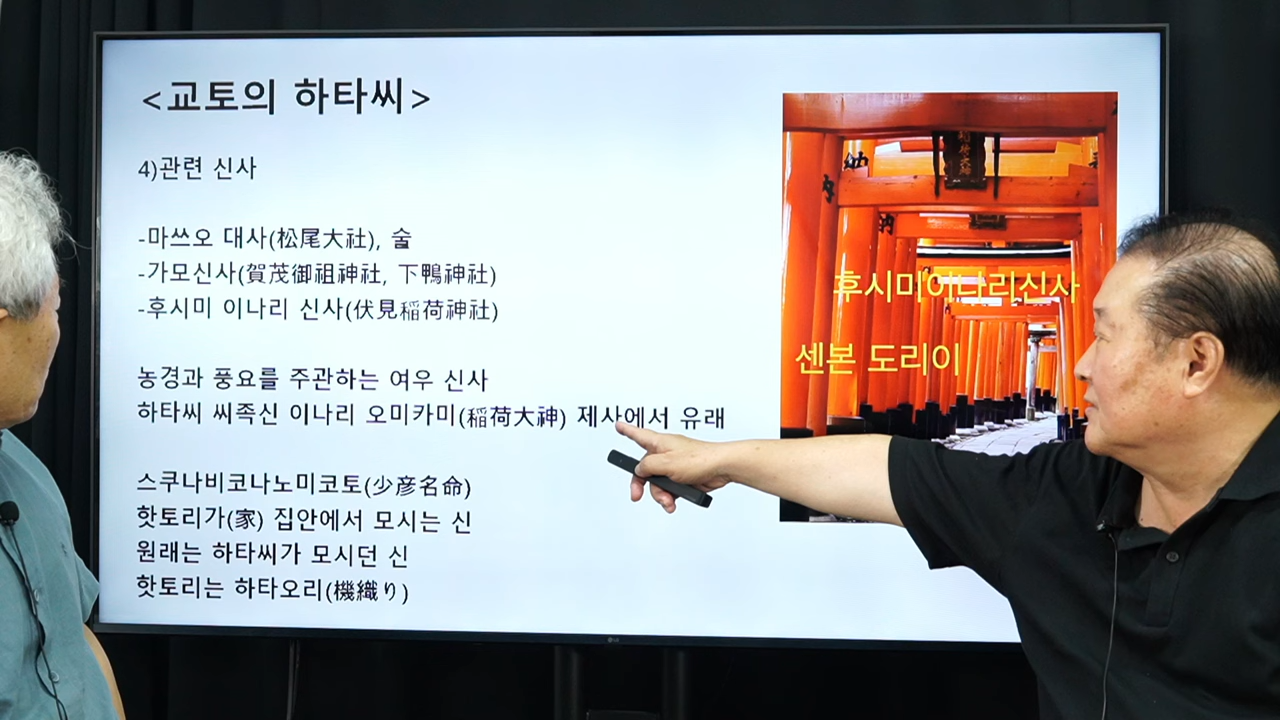 <교토의 하타씨>
4)관련 신사
-마쓰오 대사(松尾大社), 술
-가모신사(賀茂御祖神社, 下鴨神社)
-후시미 이나리 신사(伏見稲荷神社)
농경과 풍요를 주관하는 여우 신사
하타씨 씨족신 이나리 오미카미(稲荷大神) 제사에서 유래
스쿠나비코나노미코토(少彦名命)
핫토리가(家) 집안에서 모시는 신
원래는 하타씨가 모시던 신
핫토리는 하타오리(機織り)
후시미이나리신사
센본 도리이
LG